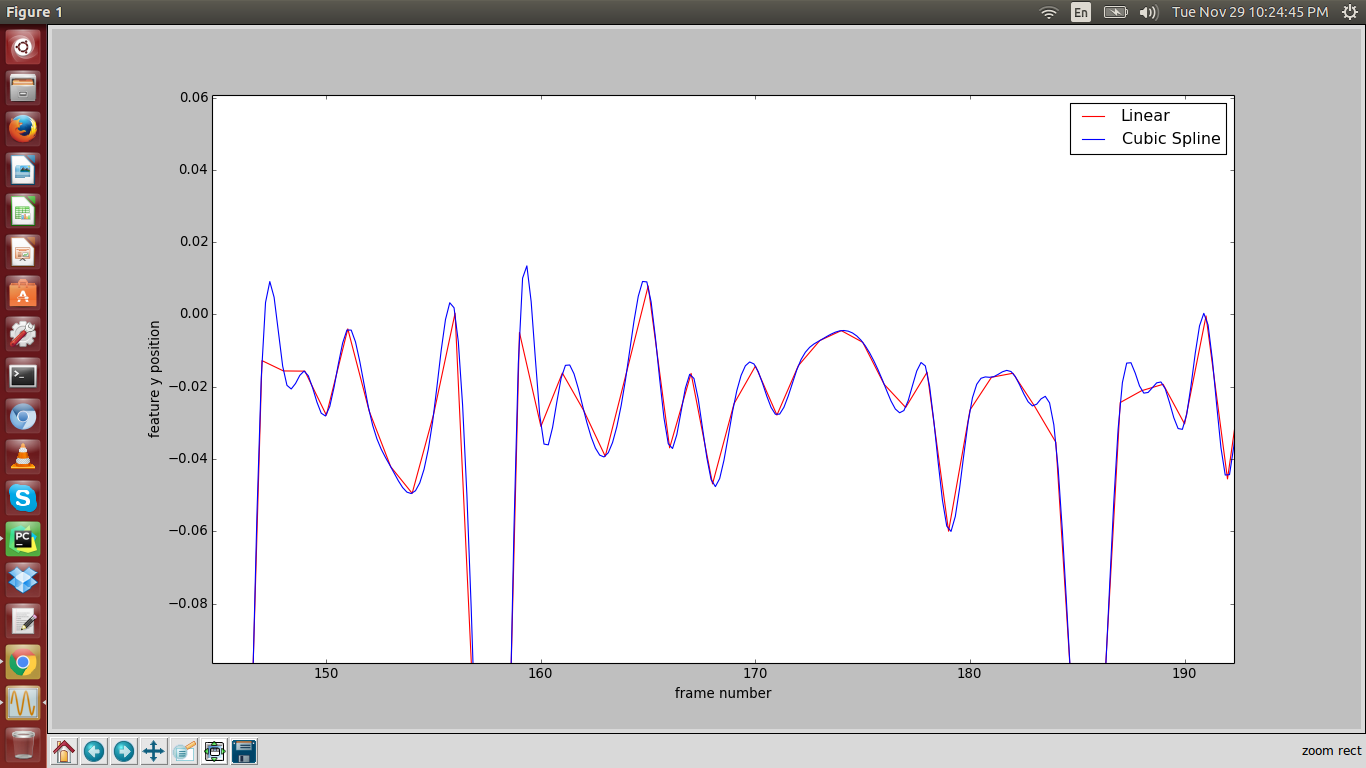 Figure 1
En
Tue Nov 29 10:24:45 PM
0.06
0.04
0.02
0.00
−0.02
−0.04
−0.06
−0.08
feature y position
Linear
Cubic Spline
150
160
170
180
190
frame number
zoom rect